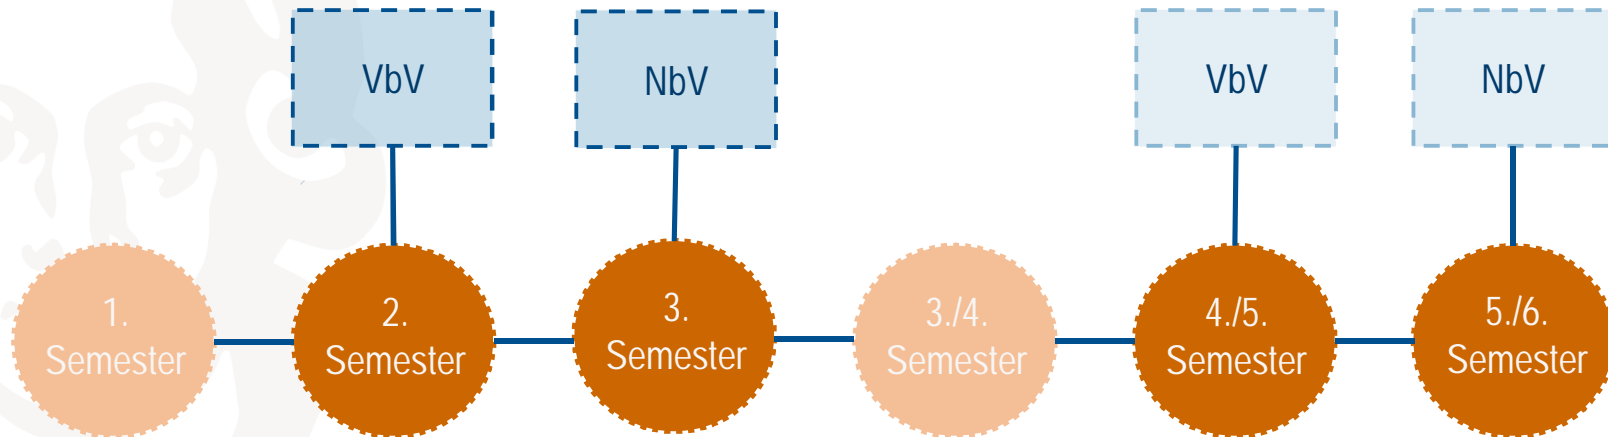 VbV
NbV
VbV
NbV
1.
Semester
2.
Semester
3.
Semester
3./4.
Semester
4./5.
Semester
5./6.
Semester